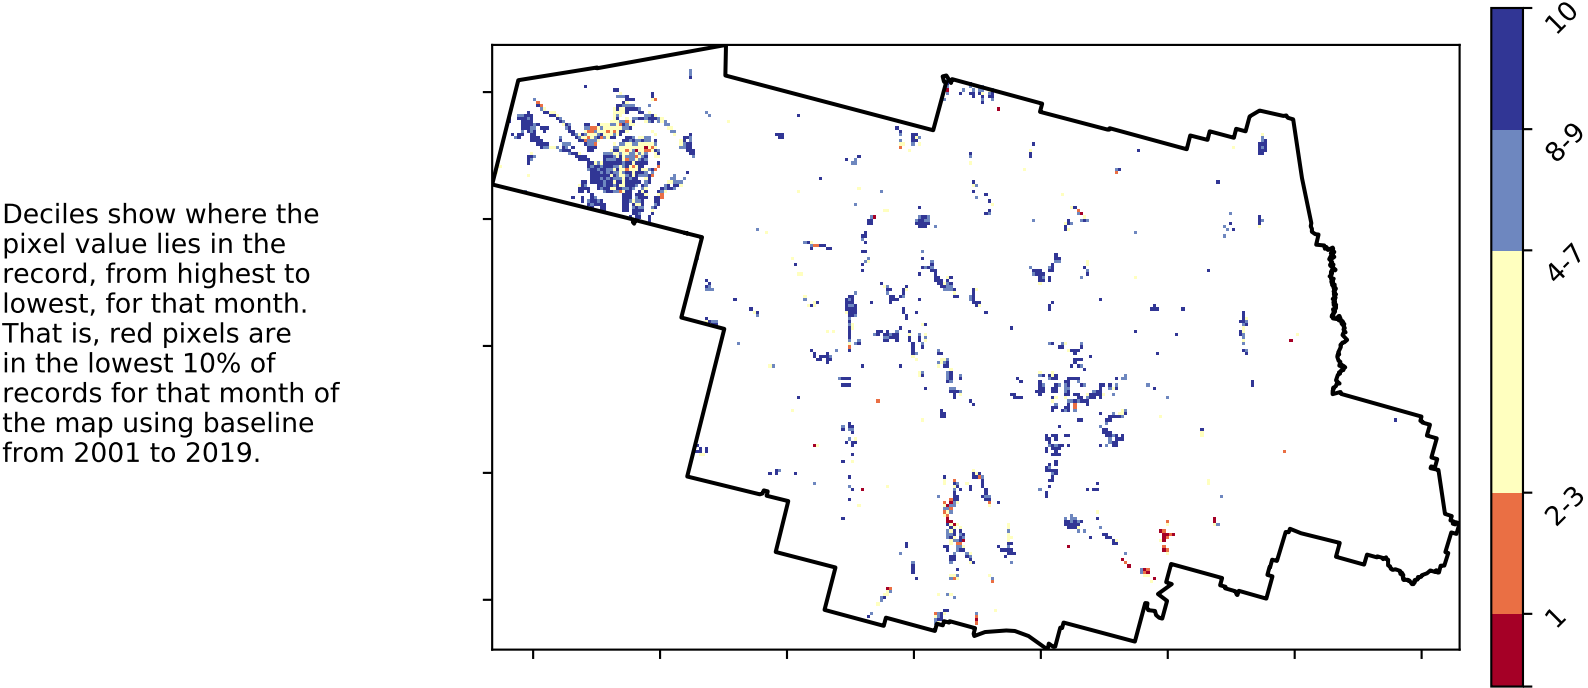 Deciles show where the
pixel value lies in the
record, from highest to
lowest, for that month.
That is, red pixels are
in the lowest 10% of
records for that month of
the map using baseline
from 2001 to 2019.
10
8-9
4-7
2-3
1